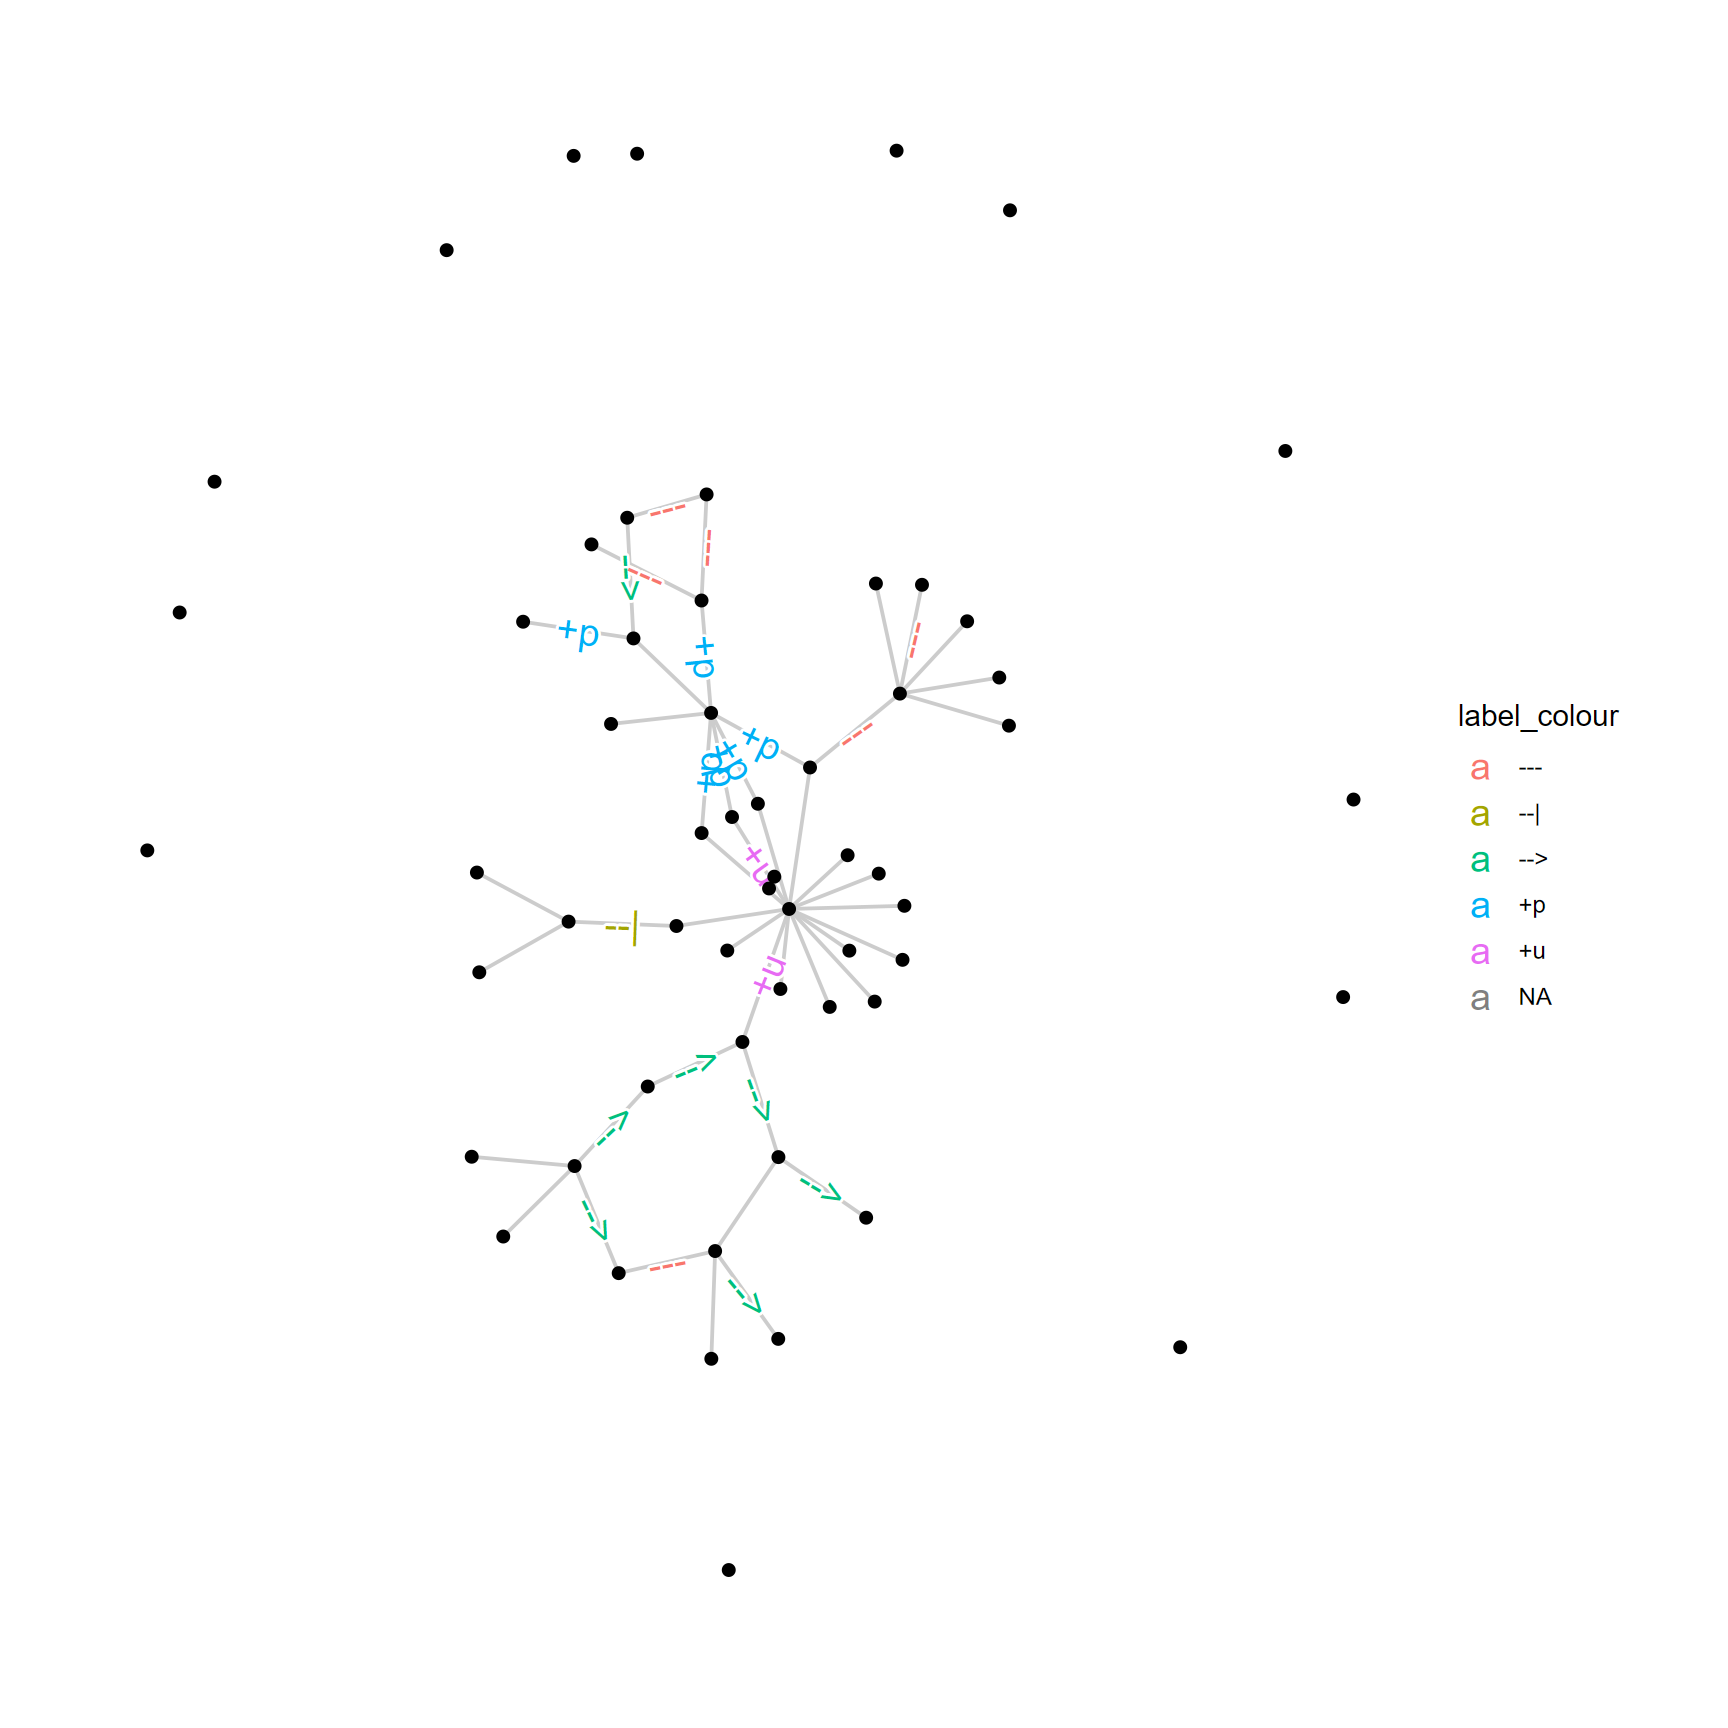 ---
---
-->
---
---
+p
+p
---
+p
+p
+p
+p
+u
--|
+u
-->
-->
-->
-->
-->
---
-->
label_colour
a ---
a --|
a -->
a +p
a +u
a NA